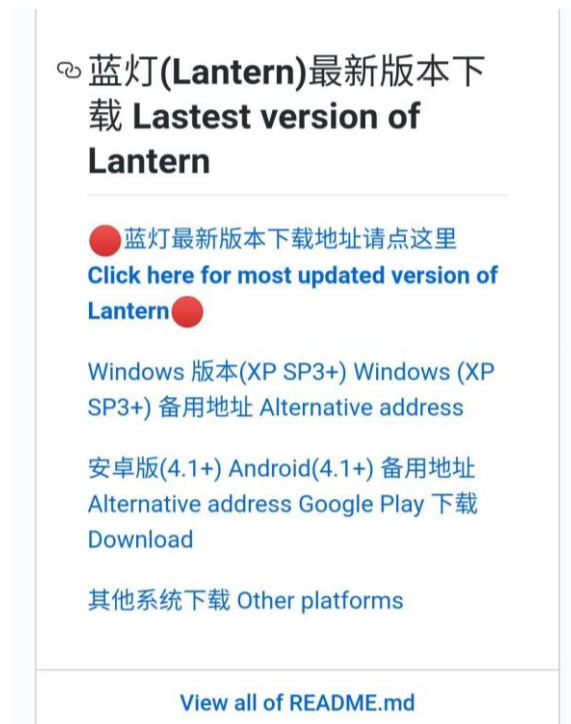 蓝灯(Lantern)最新版本下
载 Lastest version of
Lantern
蓝灯最新版本下载地址请点这里
Click here for most updated version of
Lantern
Windows 版本(XP SP3+) Windows (XP
SP3+) 备用地址 Alternative address
安卓版(4.1+) Android(4.1+) 备用地址
Alternative address Google Play 下载
Download
其他系统下载 Other platforms
View all of README.md